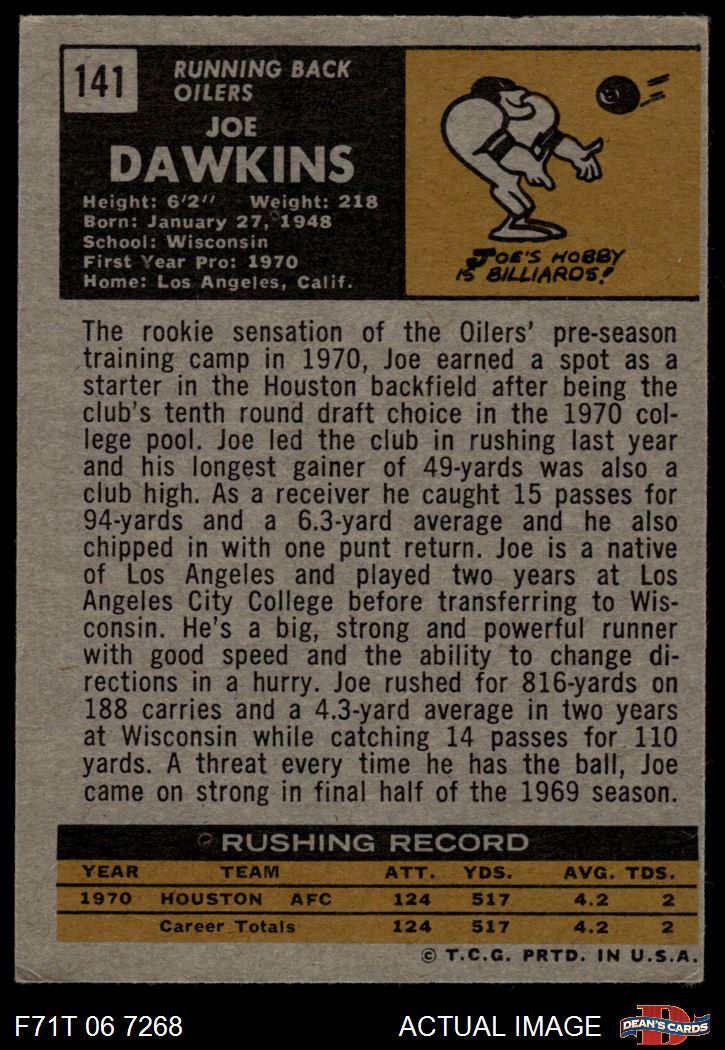 141
RUNNING BACK
OILERS
JOE
DAWKINS
Height: 6'2" Weight: 218
Born: January 27, 1948
School: Wisconsin
First Year Pro: 1970
Home: Los Angeles, Calif.
JOE'S HOBBY
IS BILLIARDS!
The rookie sensation of the Oilers' pre-season
training camp in 1970, Joe earned a spot as a
starter in the Houston backfield after being the
club's tenth round draft choice in the 1970 col-
lege pool. Joe led the club in rushing last year
and his longest gainer of 49-yards was also a
club high. As a receiver he caught 15 passes for
94-yards and a 6.3-yard average and he also
chipped in with one punt return. Joe is a native
of Los Angeles and played two years at Los
Angeles City College before transferring to Wis-
consin. He's a big, strong and powerful runner
with good speed and the ability to change di-
rections in a hurry. Joe rushed for 816-yards on
188 carries and a 4.3-yard average in two years
at Wisconsin while catching 14 passes for 110
yards. A threat every time he has the ball, Joe
came on strong in final half of the 1969 season.
RUSHING RECORD
YEAR TEAM ATT. YDS. AVG. TDS.
1970 HOUSTON AFC 124 517 4.2 2
Career Totals 124 517 4.2 2
© T.C.G. PRTD. IN U.S.A.
F71T 06 7268 ACTUAL IMAGE D DEAN'S CARDS